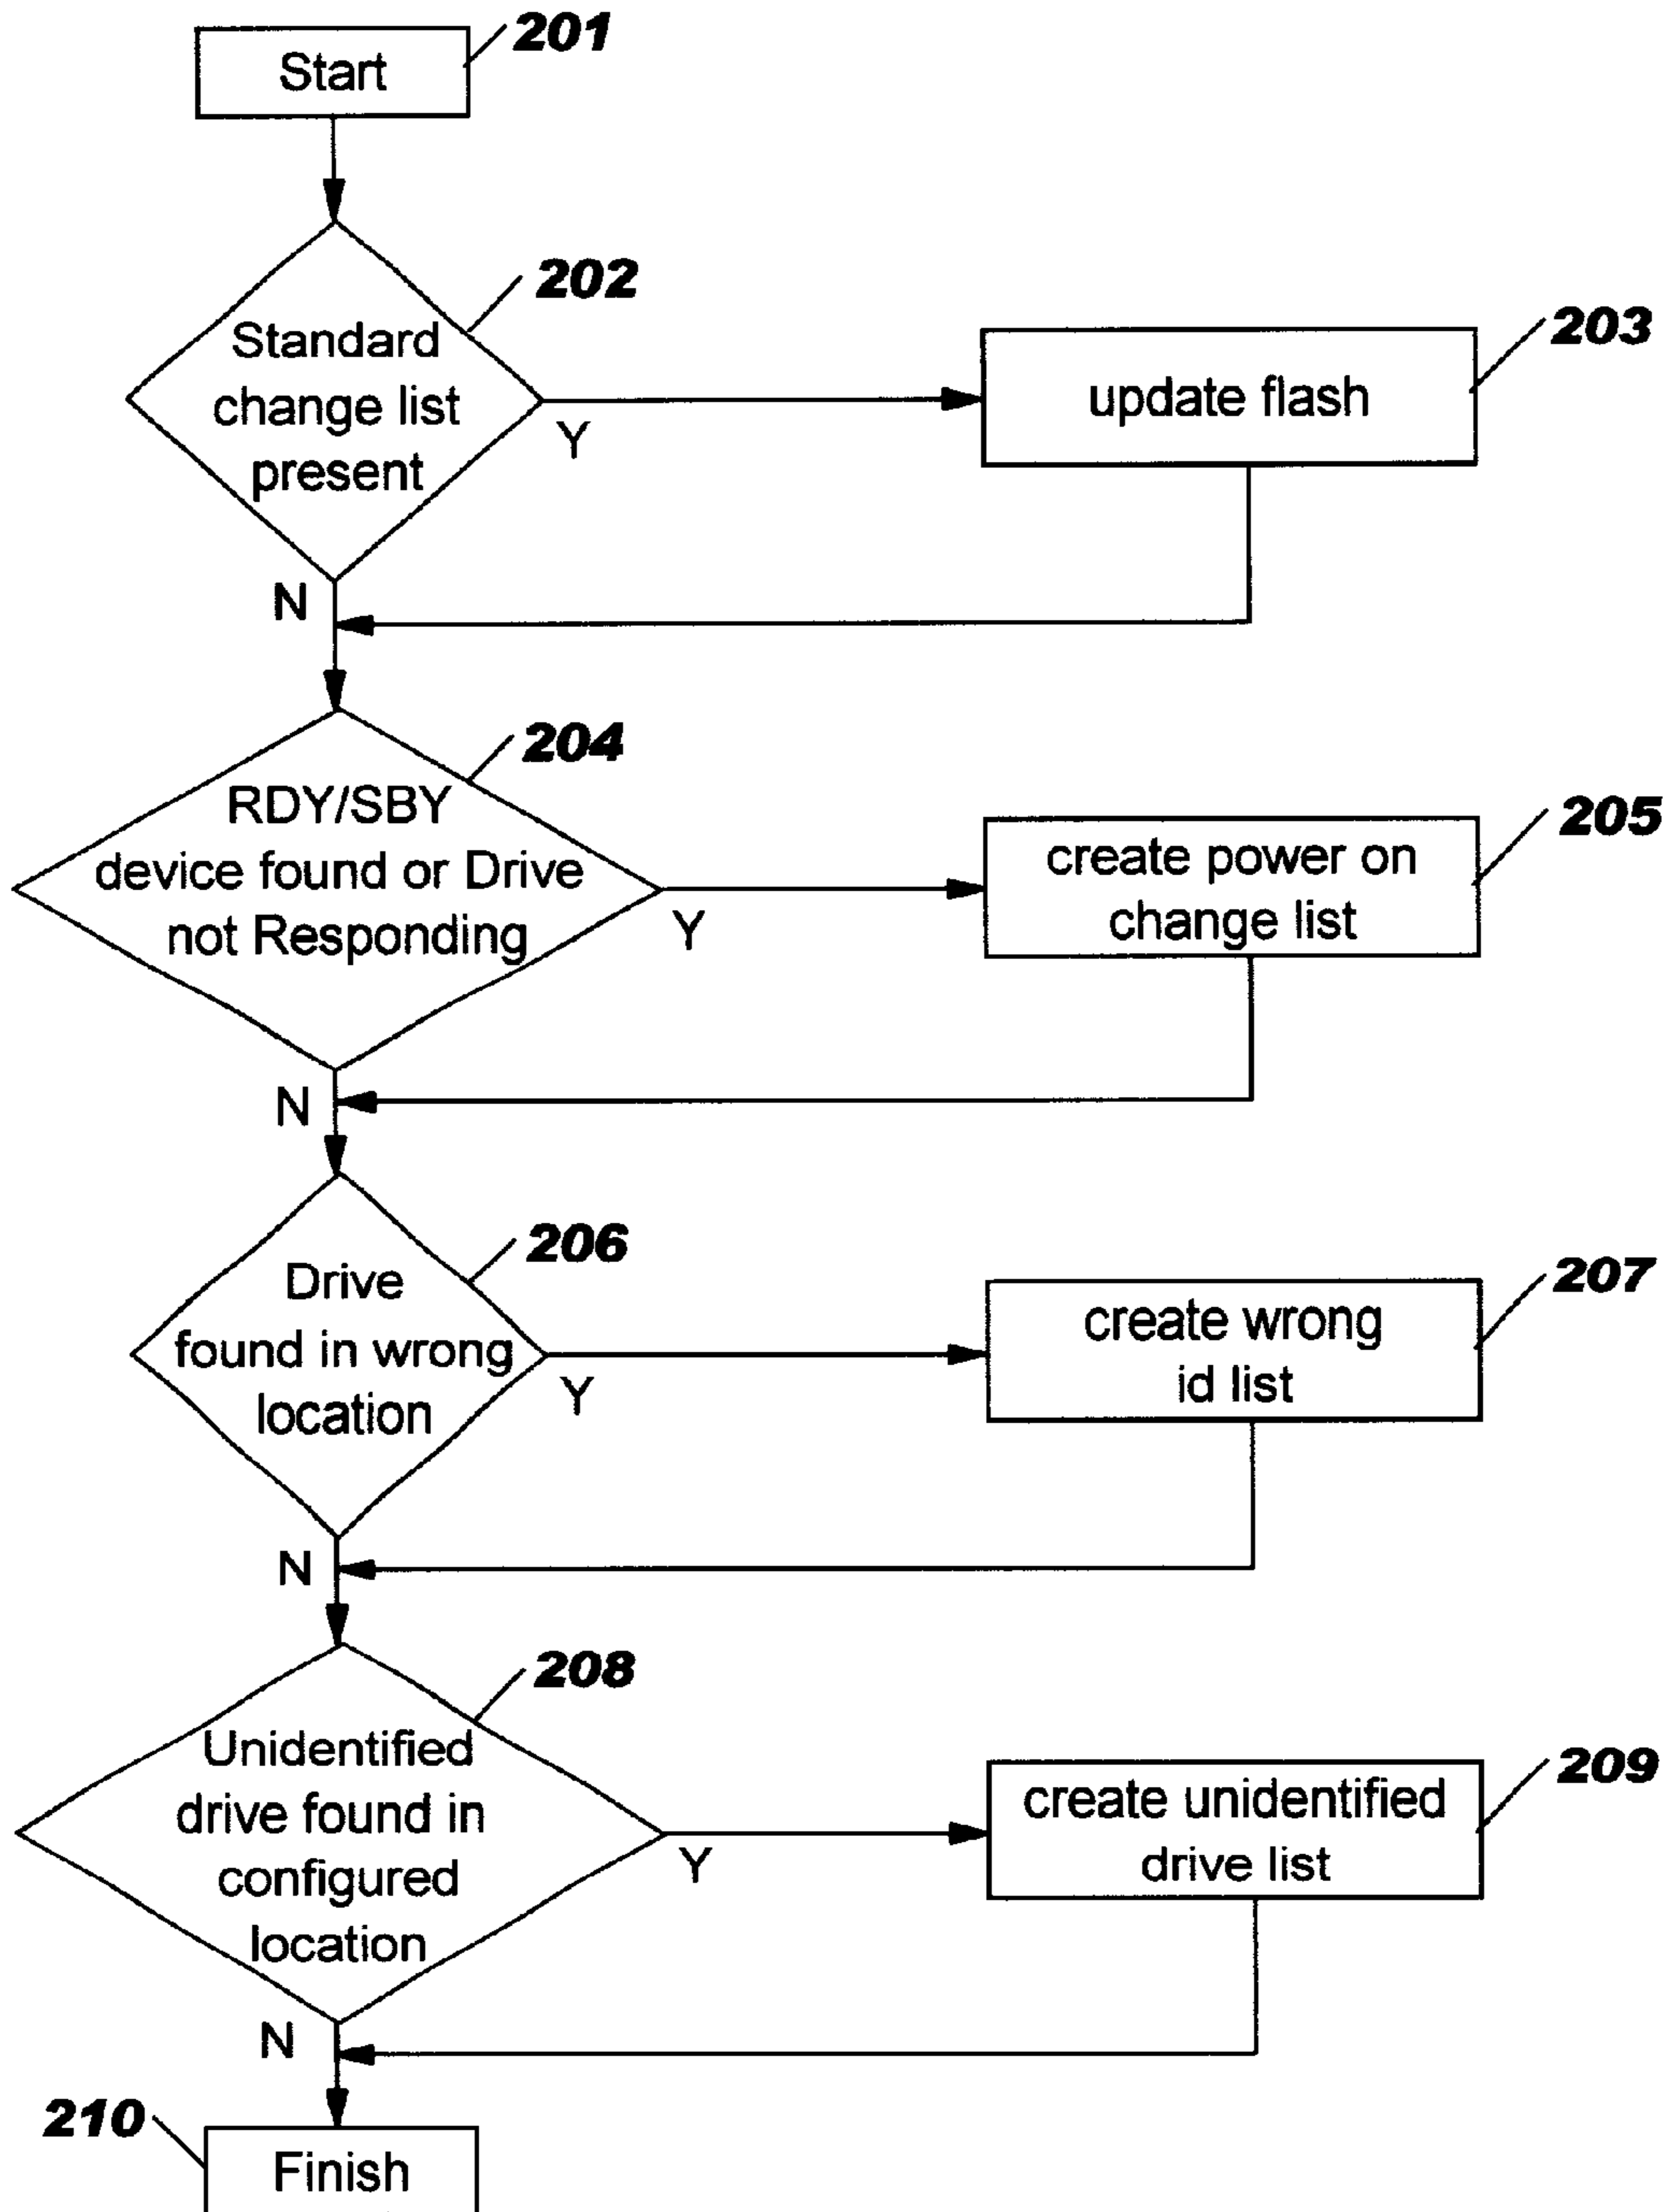 201
Start
202
Standard
change list
present
Y
N
203
update flash
204
RDY/SBY
device found or Drive
not Responding
Y
N
205
create power on
change list
206
Drive
found in wrong
location
Y
N
207
create wrong
id list
208
Unidentified
drive found in
configured
location
Y
N
209
create unidentified
drive list
210
Finish